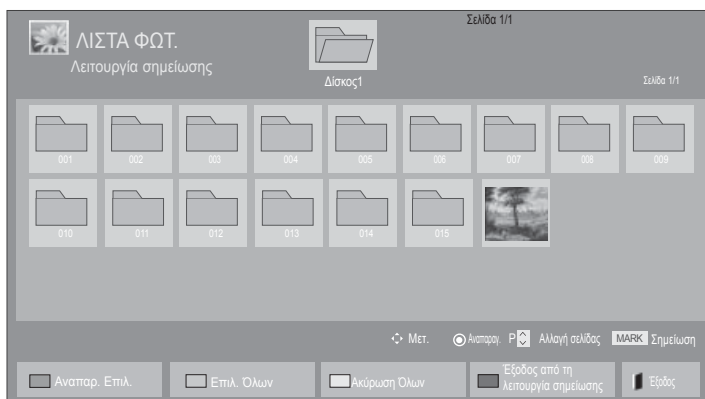 Σελίδα 1/1
ΛΙΣΤΑ ΦΩΤ.
Λειτουργία σημείωσης
Δίσκος1
Σελίδα 1/1
001 002 003 004 005 006 007 008 009
010 011 012 013 014 015
Μετ. Αναπαραγ. P Αλλαγή σελίδας MARK Σημείωση
Αναπαρ. Επιλ. Επιλ. Όλων Ακύρωση Όλων Έξοδος από τη
λειτουργία σημείωσης Έξοδος